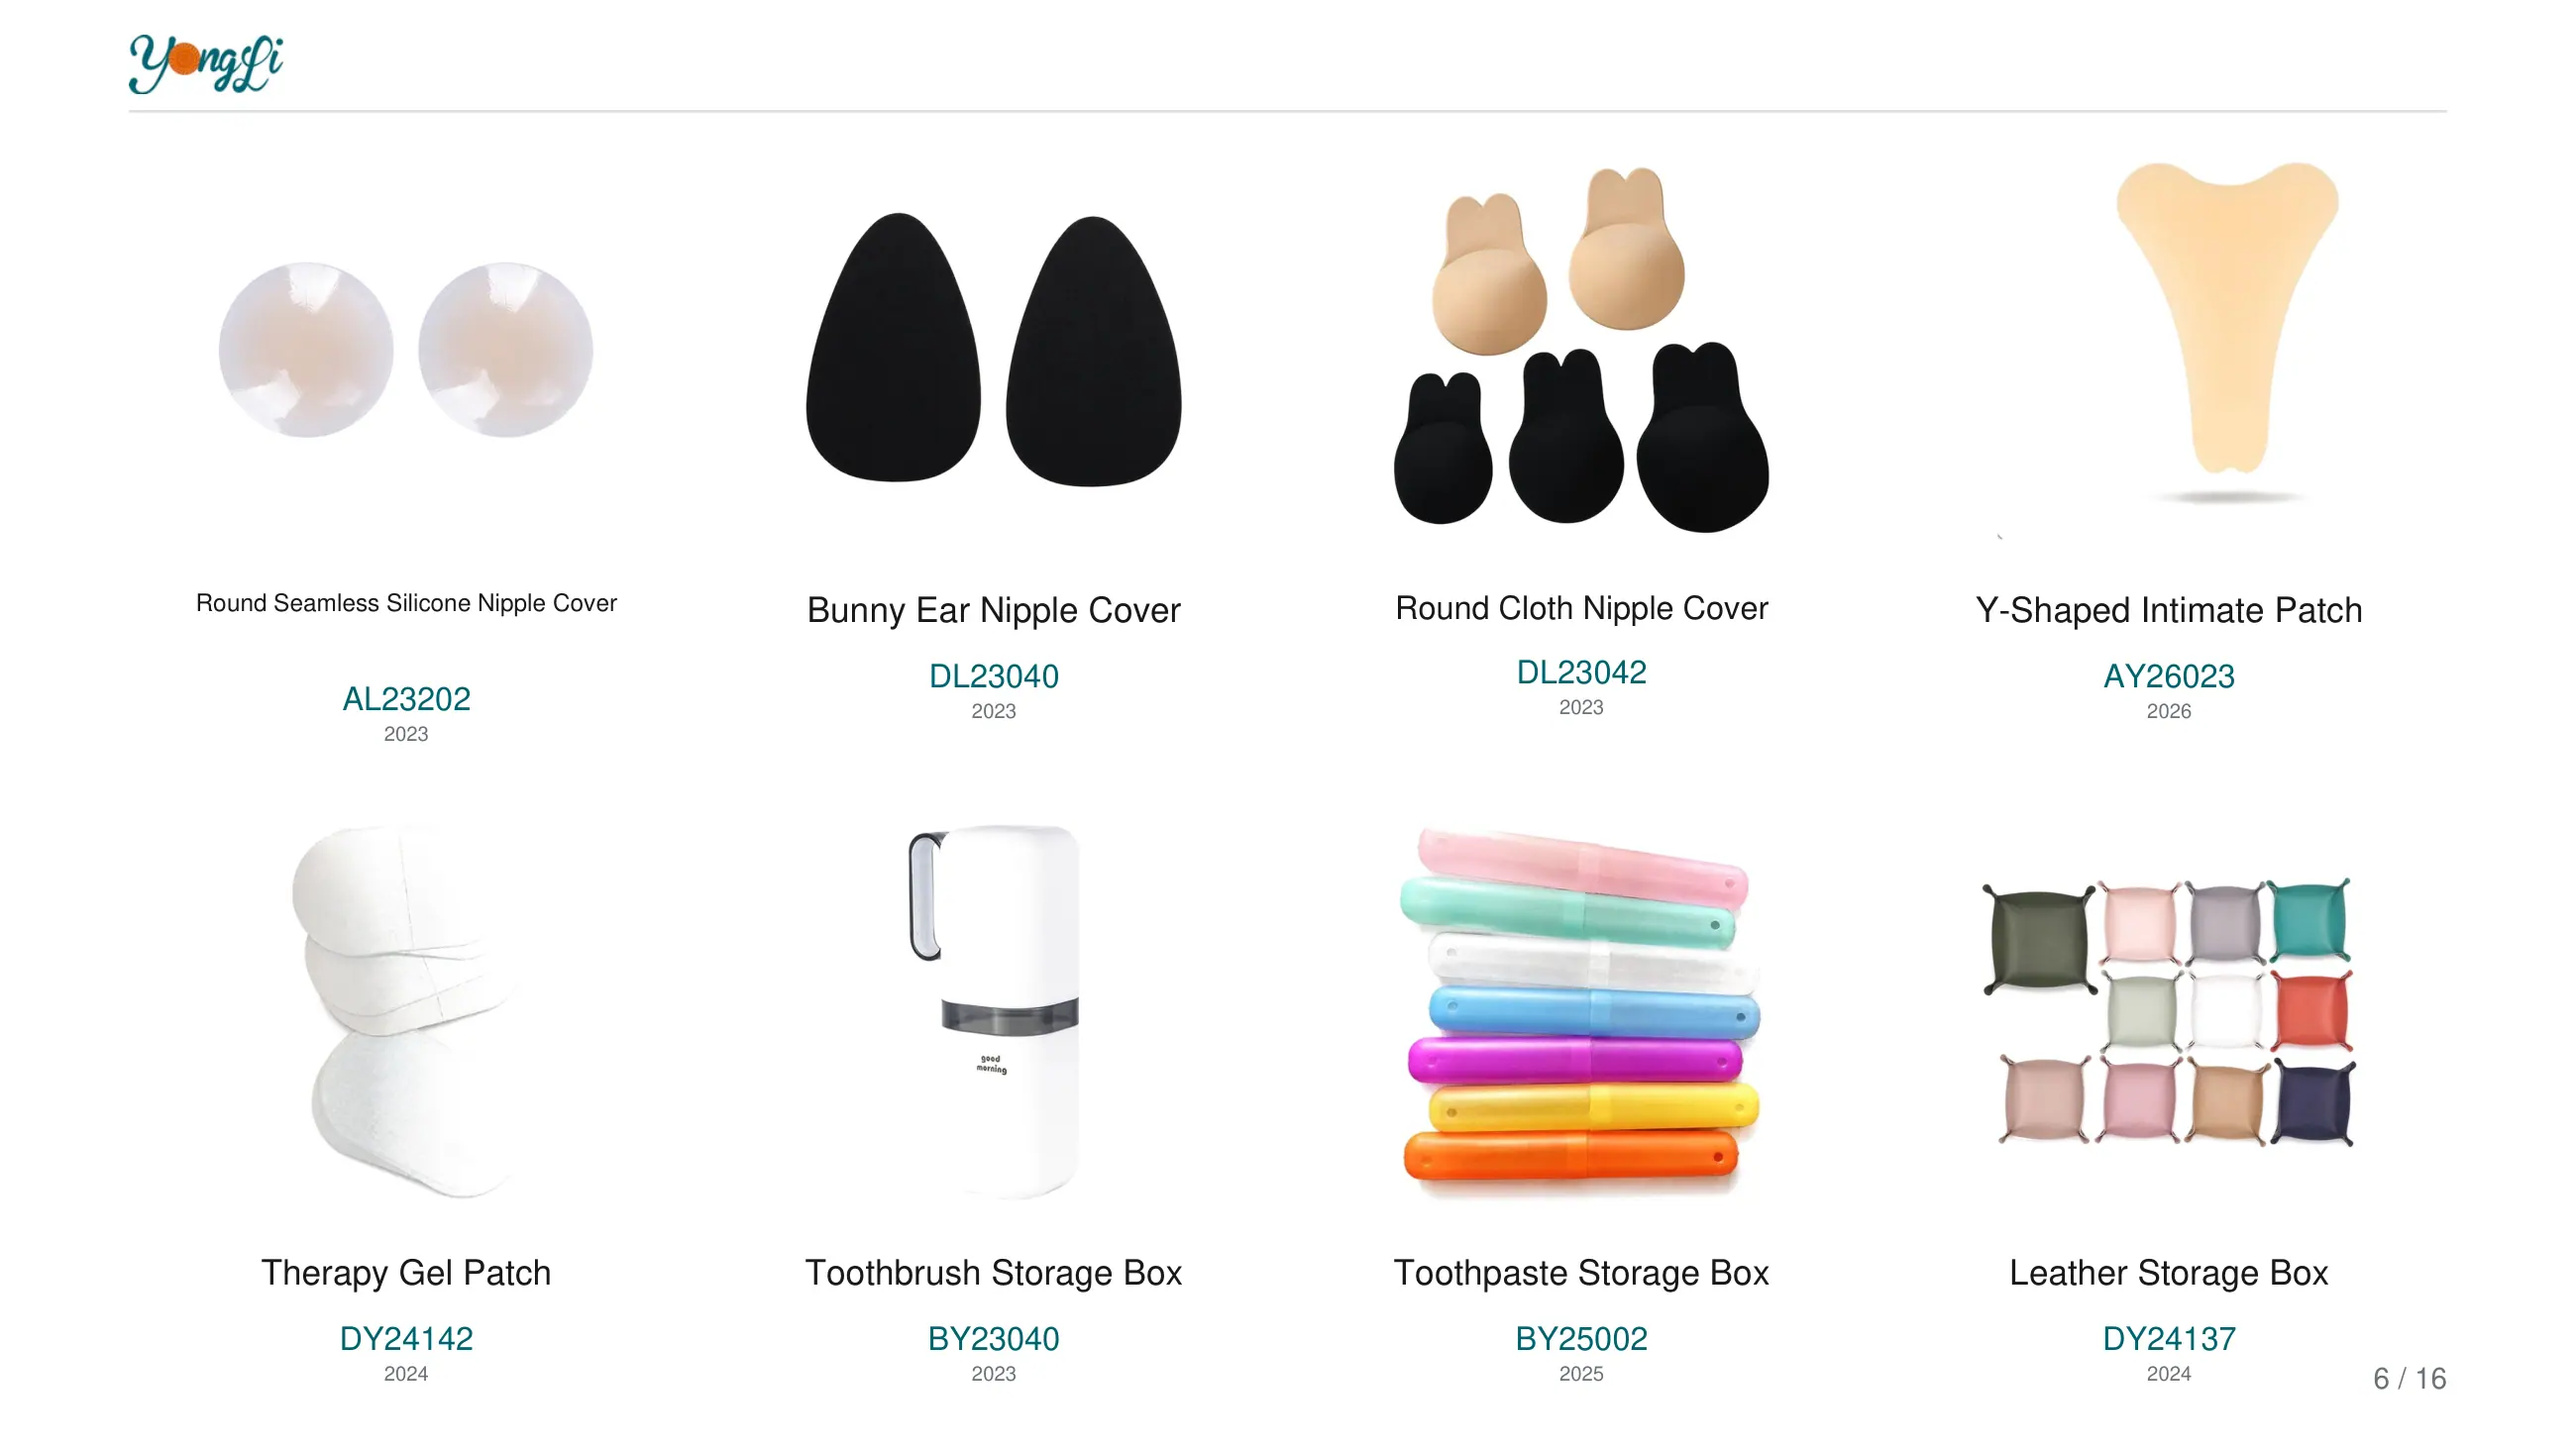 YongLi
Round Seamless Silicone Nipple Cover
AL23202
2023
Bunny Ear Nipple Cover
DL23040
2023
Round Cloth Nipple Cover
DL23042
2023
Y-Shaped Intimate Patch
AY26023
2026
good
morning
Therapy Gel Patch
DY24142
2024
Toothbrush Storage Box
BY23040
2023
Toothpaste Storage Box
BY25002
2025
Leather Storage Box
DY24137
2024
6 / 16